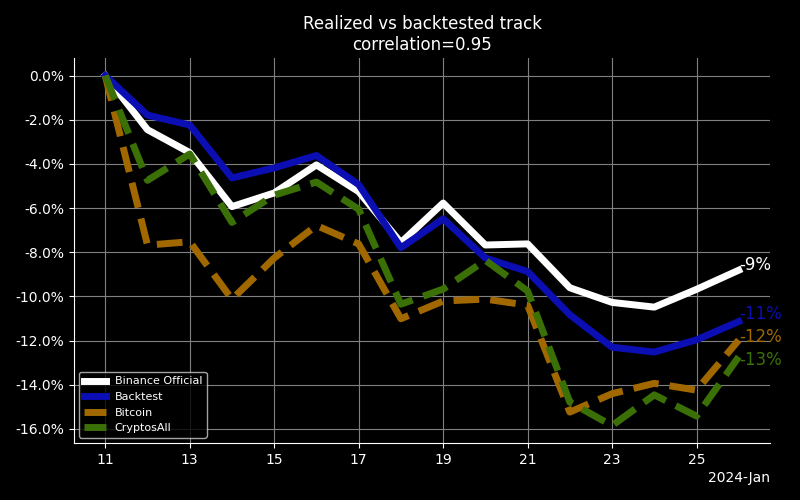 Realized vs backtested track
correlation=0.95
0.0%
-2.0%
-4.0%
-6.0%
-8.0%
-10.0%
-12.0%
-14.0%
-16.0%
-9%
-11%
-12%
-13%
Binance Official
Backtest
Bitcoin
CryptosAll
11 13 15 17 19 21 23 25
2024-Jan